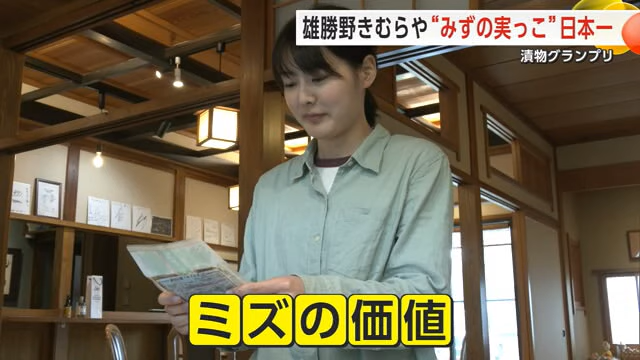 雄勝野きむらや“みずの実っこ”日本一
漬物グランプリ
ミズの価値